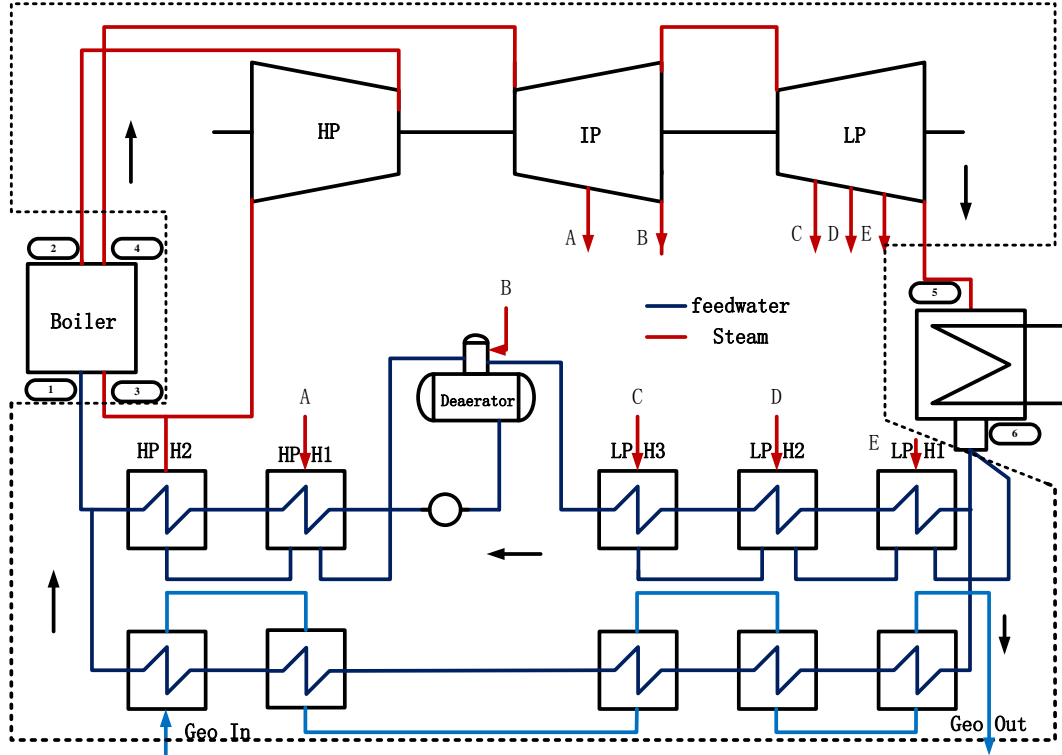 HP
IP
LP
A
B
C
D
E
2
4
Boiler
1
3
5
6
B
feedwater
Steam
Deaerator
A
C
D
E
HP H2
HP H1
LP H3
LP H2
LP H1
Geo In
Geo Out